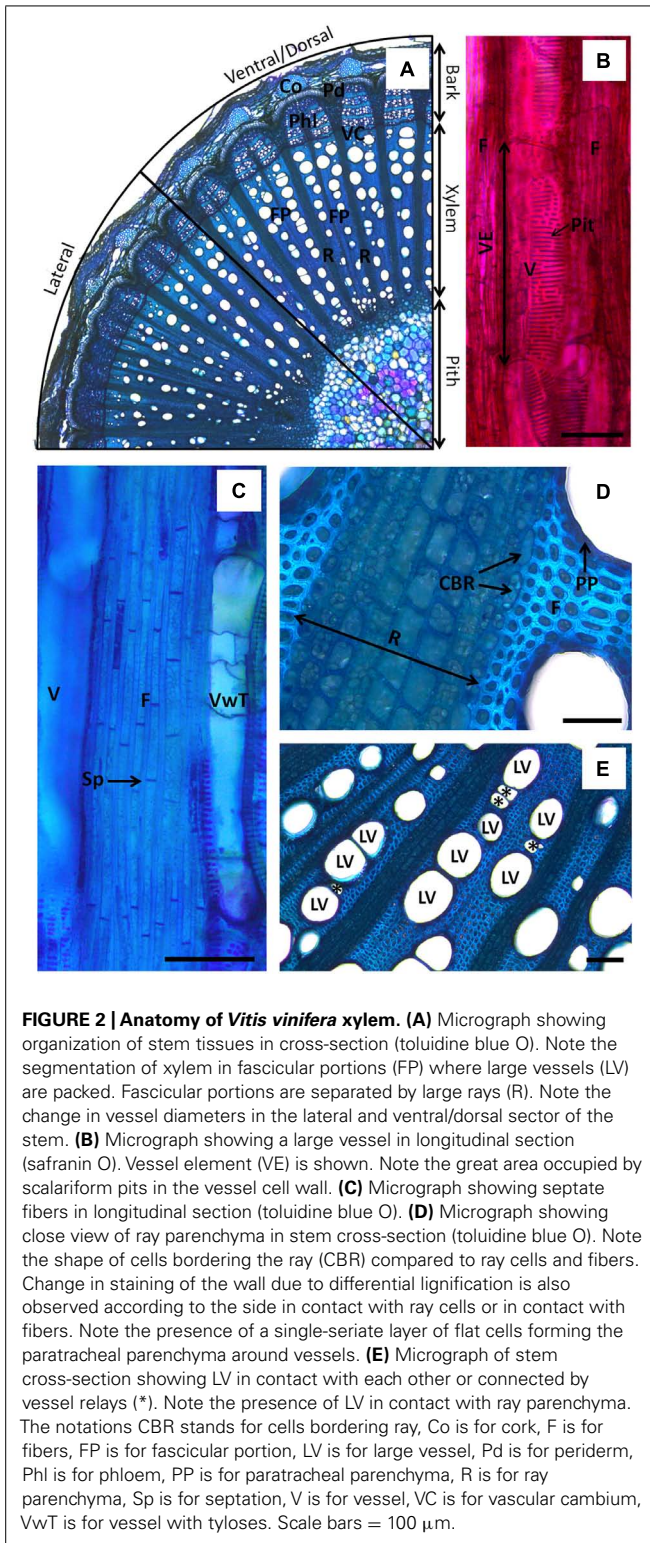 Ventral/Dorsal
A
Co
Pd
Bark
Phl
VC
Lateral
FP
FP
R
R
Xylem
Pith
B
F
F
VE
Pit
V
C
V
F
VwT
Sp
D
CBR
PP
F
R
E
LV
**
LV
LV
LV
*
LV
LV
LV
*
LV
LV
FIGURE 2 | Anatomy of Vitis vinifera xylem. (A) Micrograph showing
organization of stem tissues in cross-section (toluidine blue O). Note the
segmentation of xylem in fascicular portions (FP) where large vessels (LV)
are packed. Fascicular portions are separated by large rays (R). Note the
change in vessel diameters in the lateral and ventral/dorsal sector of the
stem. (B) Micrograph showing a large vessel in longitudinal section
(safranin O). Vessel element (VE) is shown. Note the great area occupied by
scalariform pits in the vessel cell wall. (C) Micrograph showing septate
fibers in longitudinal section (toluidine blue O). (D) Micrograph showing
close view of ray parenchyma in stem cross-section (toluidine blue O). Note
the shape of cells bordering the ray (CBR) compared to ray cells and fibers.
Change in staining of the wall due to differential lignification is also
observed according to the side in contact with ray cells or in contact with
fibers. Note the presence of a single-seriate layer of flat cells forming the
paratracheal parenchyma around vessels. (E) Micrograph of stem
cross-section showing LV in contact with each other or connected by
vessel relays (*). Note the presence of LV in contact with ray parenchyma.
The notations CBR stands for cells bordering ray, Co is for cork, F is for
fibers, FP is for fascicular portion, LV is for large vessel, Pd is for periderm,
Phl is for phloem, PP is for paratracheal parenchyma, R is for ray
parenchyma, Sp is for septation, V is for vessel, VC is for vascular cambium,
VwT is for vessel with tyloses. Scale bars = 100 μm.